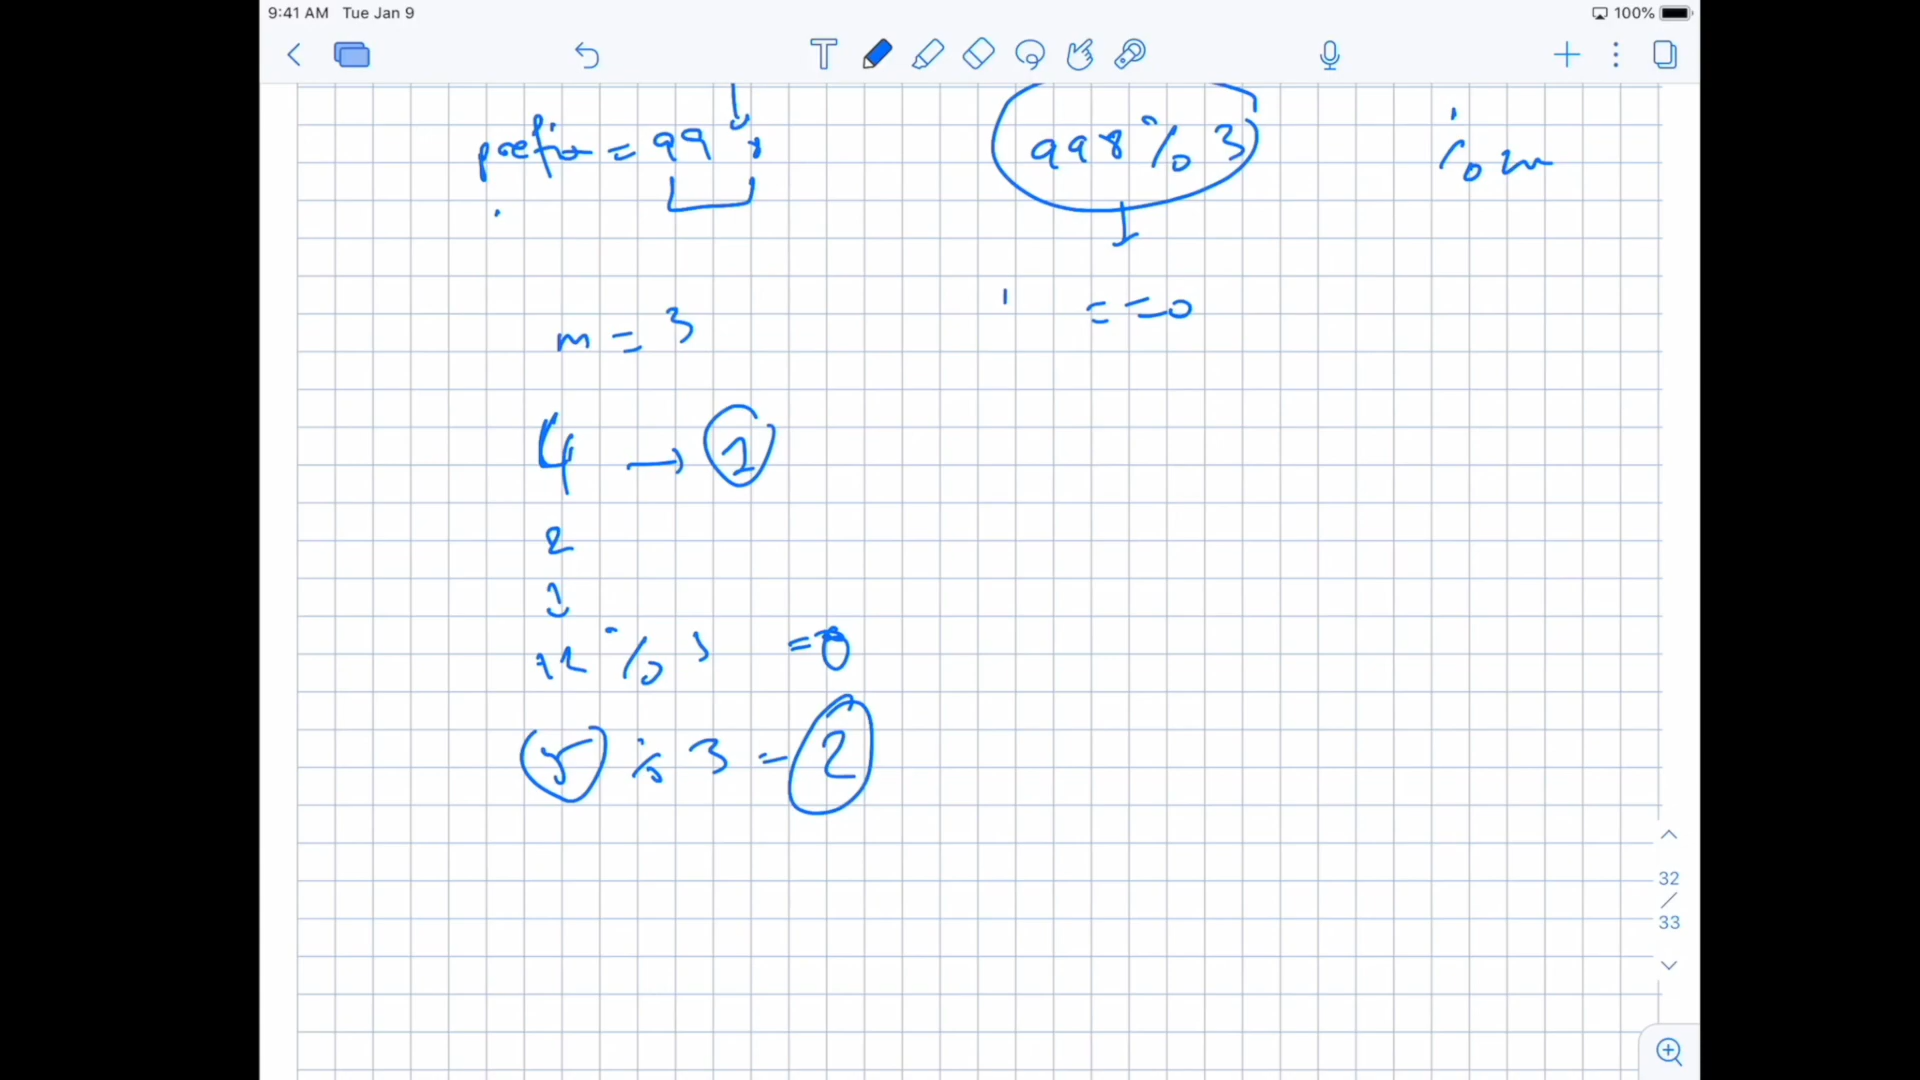 9:41 AM Tue Jan 9
100%
prefix = 99 8
998 % 3
% m
m = 3
= = 0
4 → 1
2
12 % 3 = 0
5 % 3 = 2
32
33